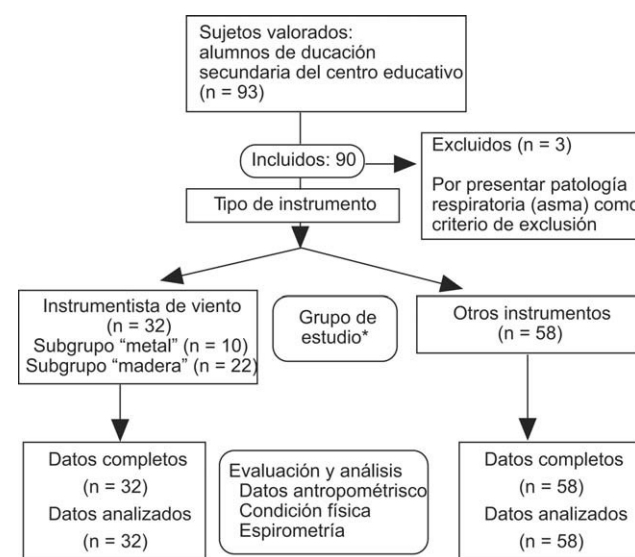 Sujetos valorados:
alumnos de ducación
secundaria del centro educativo
(n = 93)
Incluidos: 90
Excluidos (n = 3)
Por presentar patología
respiratoria (asma) como
criterio de exclusión
Tipo de instrumento
Instrumentista de viento
(n = 32)
Subgrupo “metal” (n = 10)
Subgrupo “madera” (n = 22)
Grupo de
estudio*
Otros instrumentos
(n = 58)
Datos completos
(n = 32)
Datos analizados
(n = 32)
Evaluación y análisis
Datos antropométrisco
Condición física
Espirometría
Datos completos
(n = 58)
Datos analizados
(n = 58)